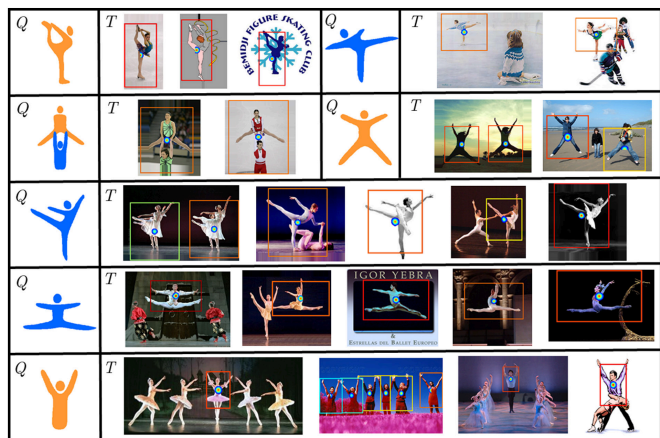 Q
T
BEMIDJI FIGURE SKATING CLUB
Q
T
Q
T
Q
T
Q
T
Q
T
IGOR YEBRA
&
ESTRELLAS DEL BALLET EUROPEO
Q
T